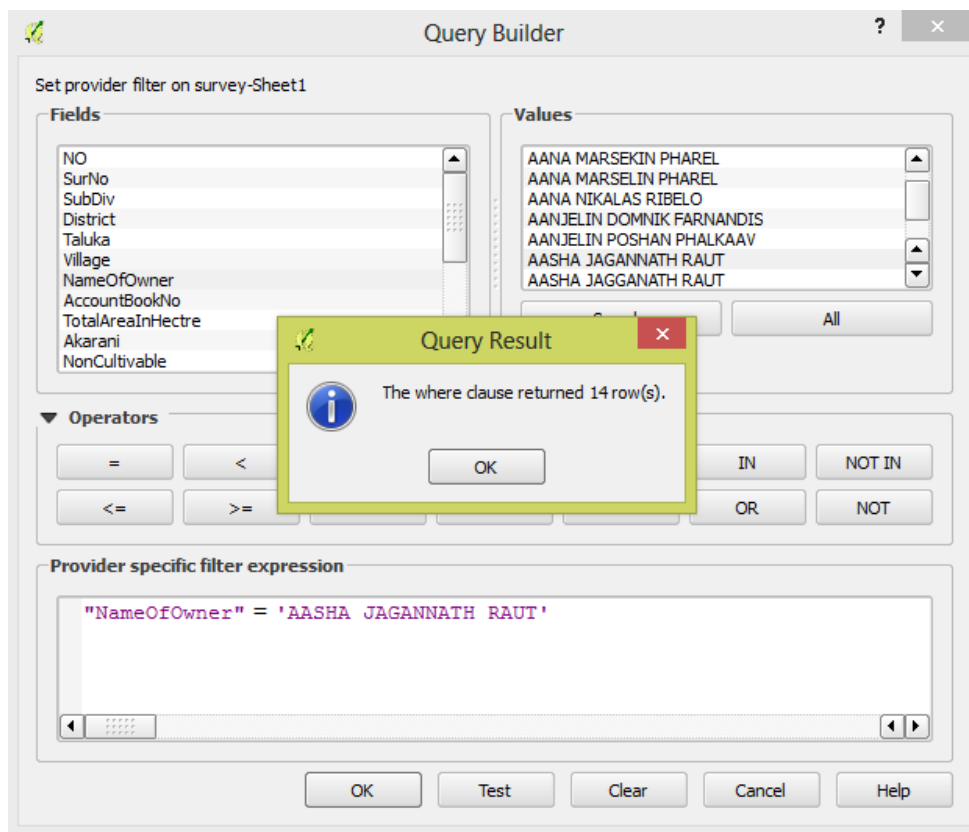 Query Builder
?
Set provider filter on survey-Sheet1
Fields
NO
SurNo
SubDiv
District
Taluka
Village
NameOfOwner
AccountBookNo
TotalAreaInHectre
Akarani
NonCultivable
Values
AANA MARSEKIN PHAREL
AANA MARSELIN PHAREL
AANA NIKALAS RIBELO
AANJELIN DOMNIK FARNANDIS
AANJELIN POSHAN PHALKAAV
AASHA JAGANNATH RAUT
AASHA JAGGANATH RAUT
All
Query Result
The where clause returned 14 row(s).
OK
Operators
= < IN NOT IN
<= >= OR NOT
Provider specific filter expression
"NameOfOwner" = 'AASHA JAGANNATH RAUT'
OK Test Clear Cancel Help